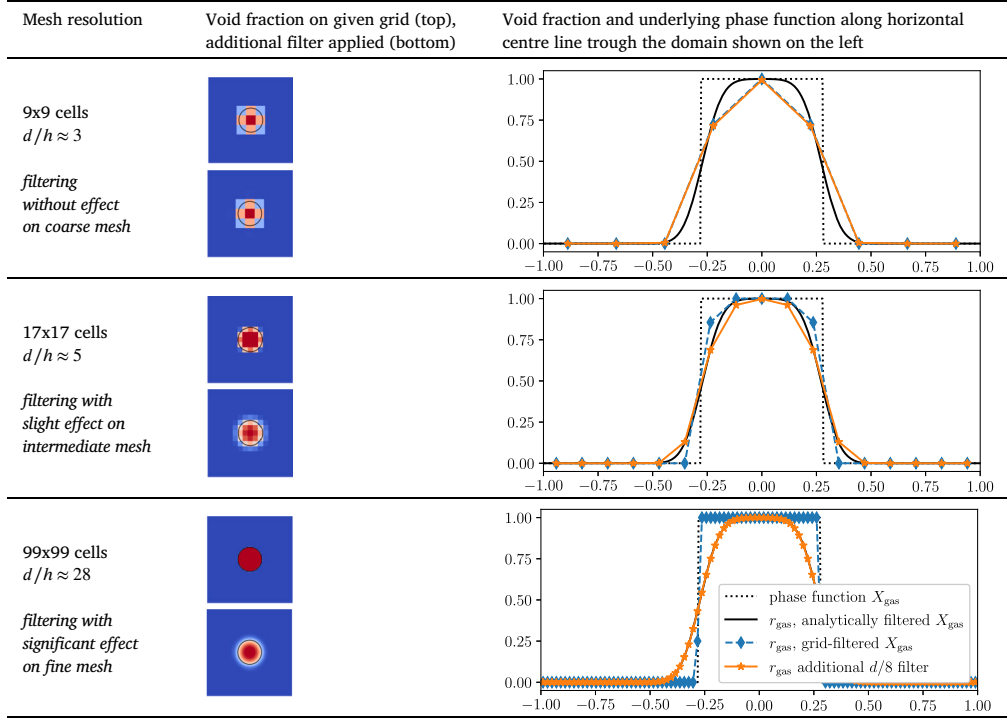 Mesh resolution
Void fraction on given grid (top),
additional filter applied (bottom)
Void fraction and underlying phase function along horizontal
centre line trough the domain shown on the left
9x9 cells
d/h ≈ 3
filtering
without effect
on coarse mesh
1.00
0.75
0.50
0.25
0.00
−1.00 −0.75 −0.50 −0.25 0.00 0.25 0.50 0.75 1.00
17x17 cells
d/h ≈ 5
filtering with
slight effect on
intermediate mesh
1.00
0.75
0.50
0.25
0.00
−1.00 −0.75 −0.50 −0.25 0.00 0.25 0.50 0.75 1.00
99x99 cells
d/h ≈ 28
filtering with
significant effect
on fine mesh
1.00
0.75
0.50
0.25
0.00
phase function X_gas
r_gas, analytically filtered X_gas
r_gas, grid-filtered X_gas
r_gas additional d/8 filter
−1.00 −0.75 −0.50 −0.25 0.00 0.25 0.50 0.75 1.00